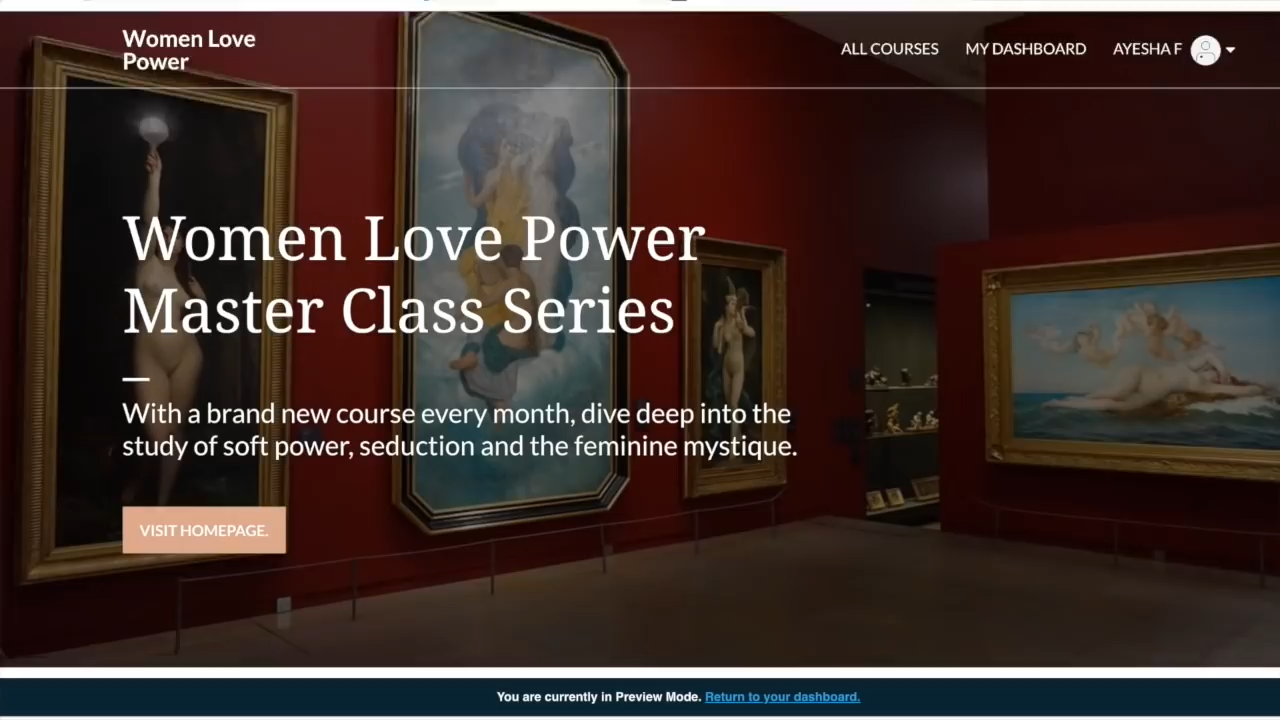 Women Love
Power
ALL COURSES
MY DASHBOARD
AYESHA F
Women Love Power
Master Class Series
With a brand new course every month, dive deep into the
study of soft power, seduction and the feminine mystique.
VISIT HOMEPAGE.
You are currently in Preview Mode. Return to your dashboard.